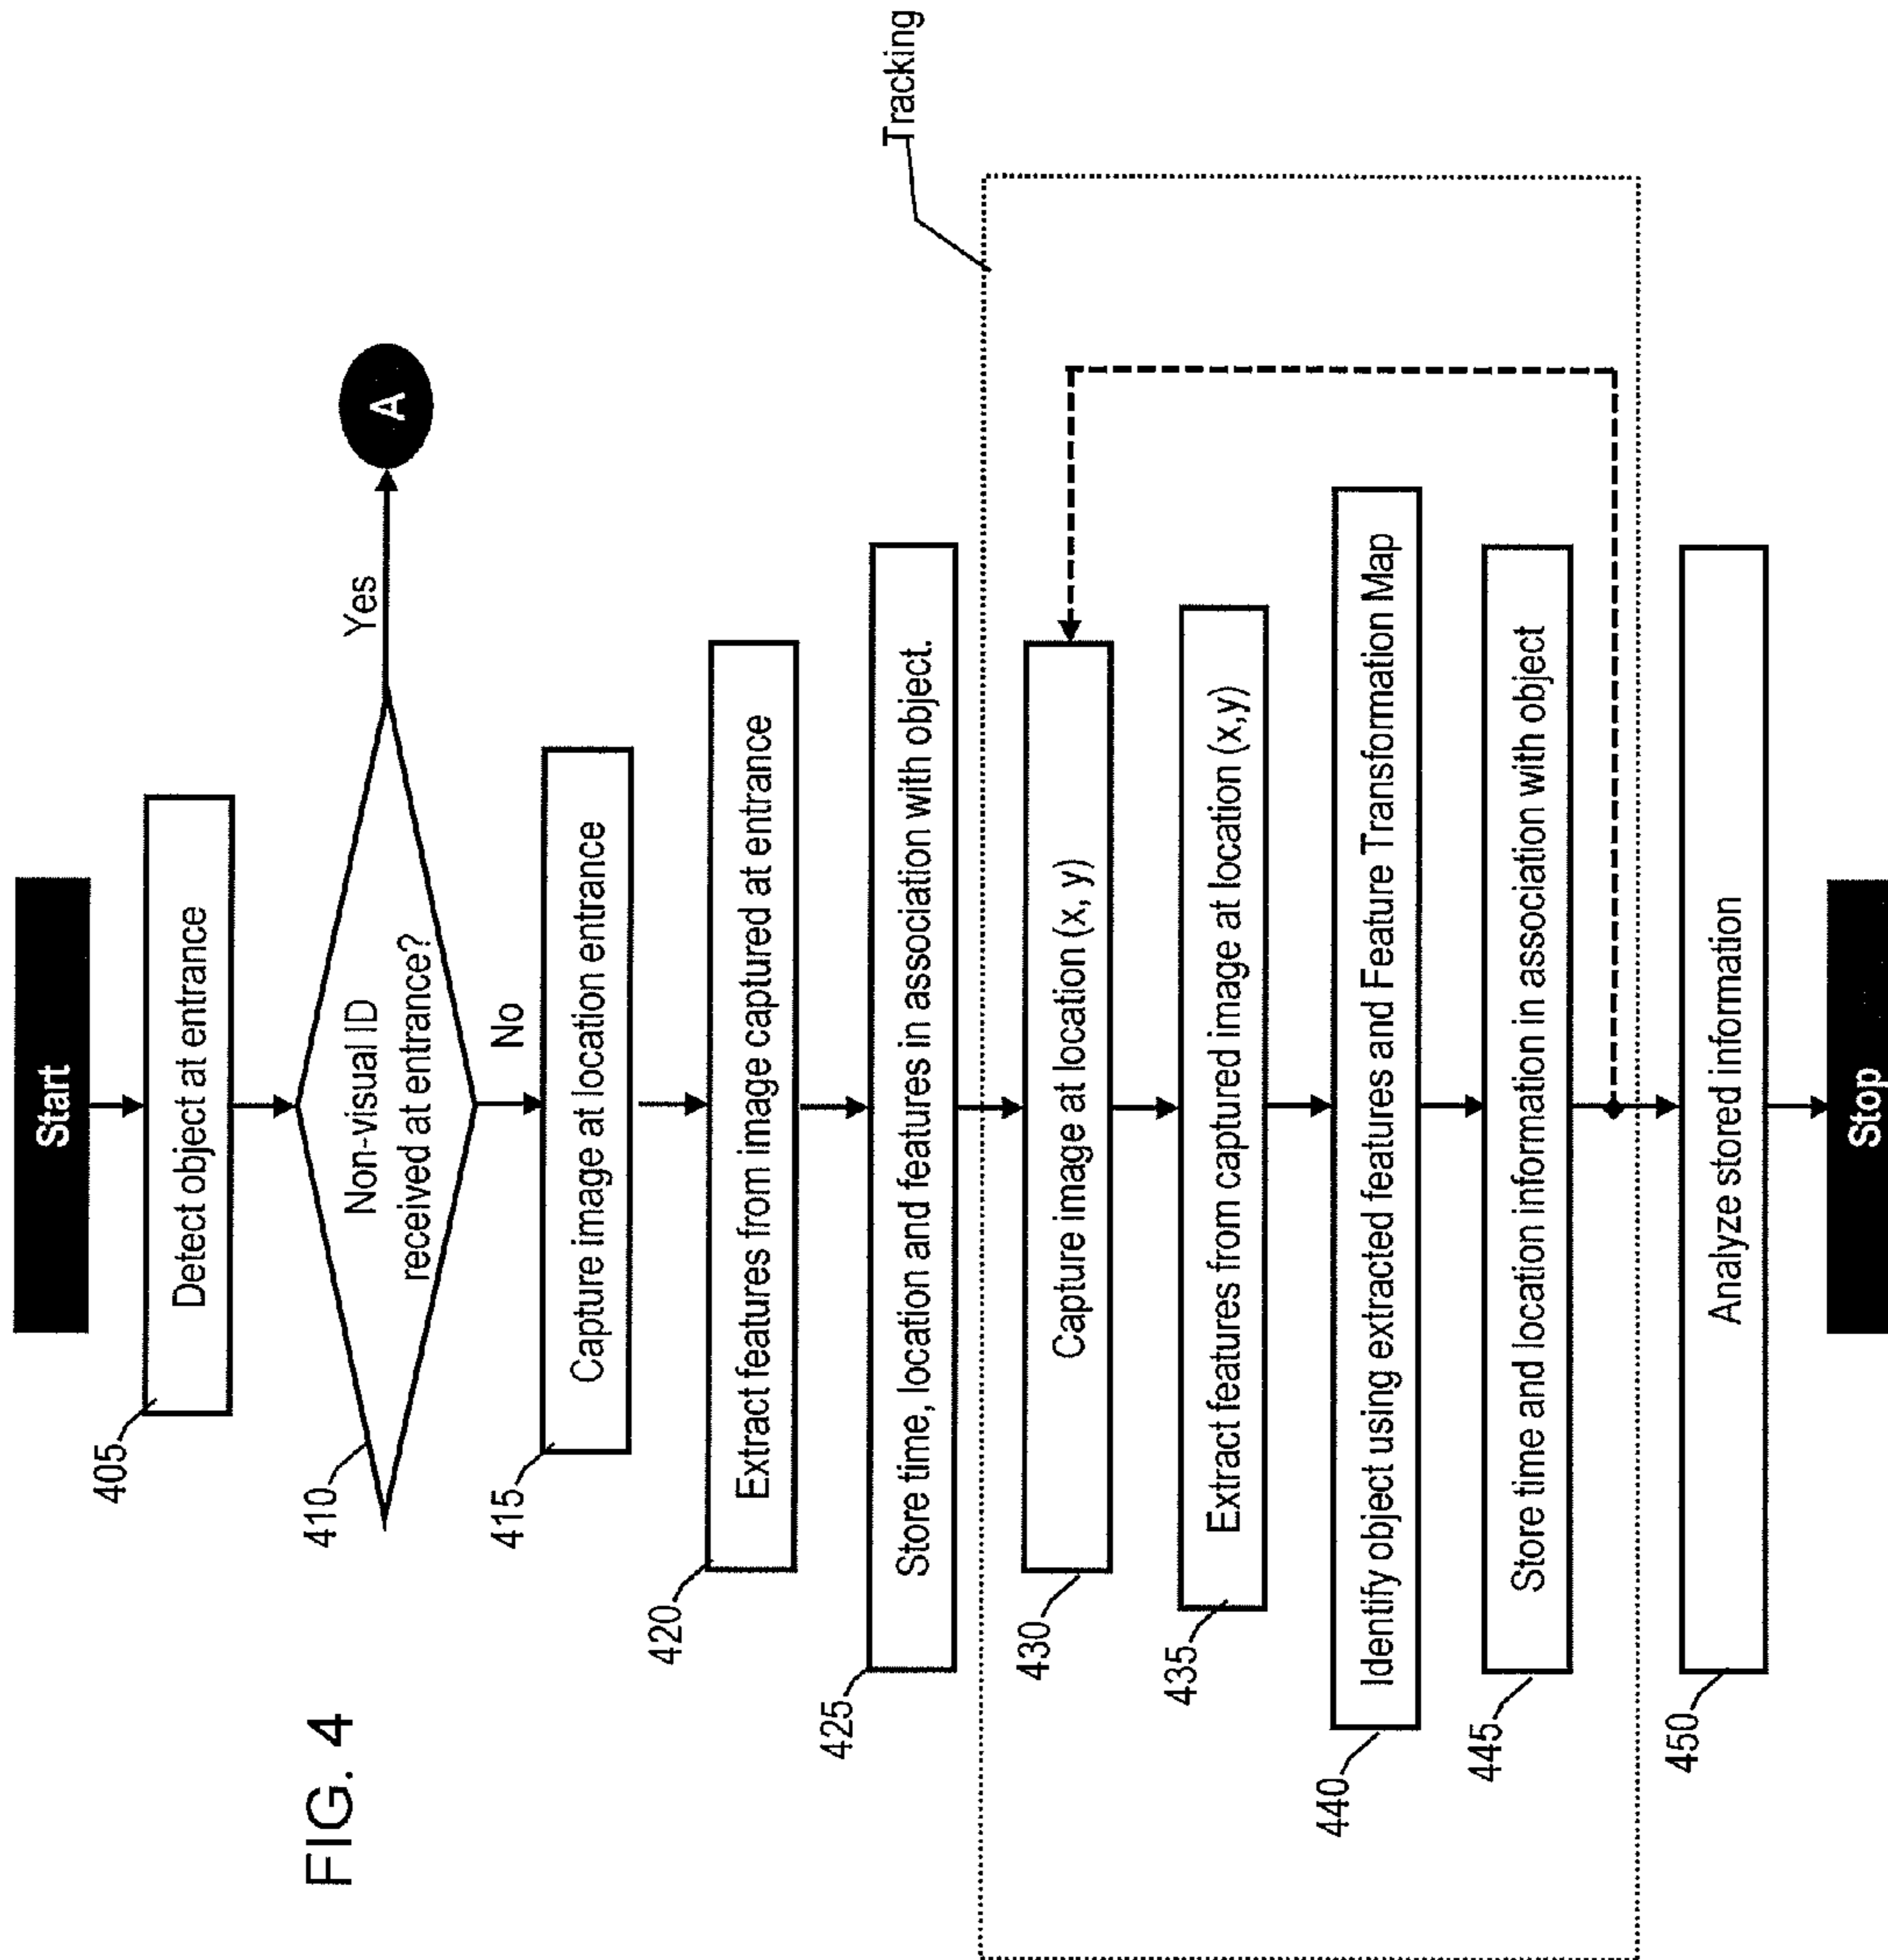 FIG. 4
Start
405
Detect object at entrance
410
Non-visual ID
received at entrance?
Yes
A
No
415
Capture image at location entrance
420
Extract features from image captured at entrance
425
Store time, location and features in association with object.
Tracking
430
Capture image at location (x, y)
435
Extract features from captured image at location (x,y)
440
Identify object using extracted features and Feature Transformation Map
445
Store time and location information in association with object
450
Analyze stored information
Stop